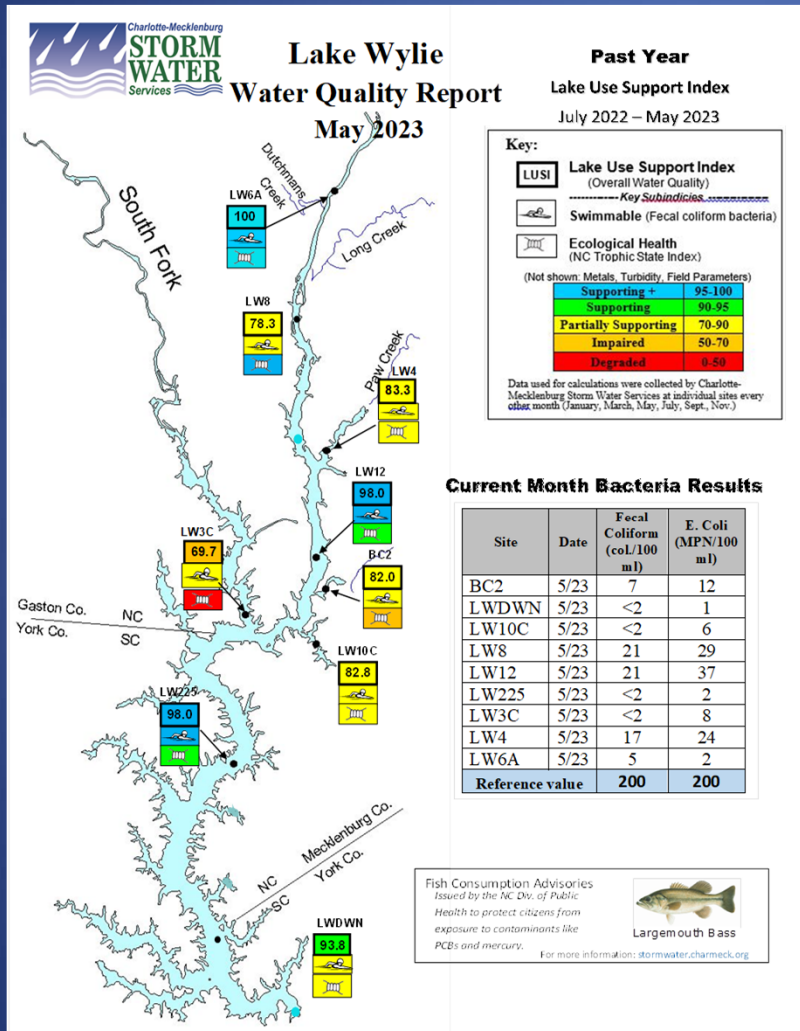 Charlotte-Mecklenburg
STORM
WATER
Services
Lake Wylie
Water Quality Report
May 2023
Past Year
Lake Use Support Index
July 2022 – May 2023
Key:
LUSI
Lake Use Support Index
(Overall Water Quality)
Key Subindicies
Swimmable (Fecal coliform bacteria)
Ecological Health
(NC Trophic State Index)
(Not shown: Metals, Turbidity, Field Parameters)
Supporting + 95-100
Supporting 90-95
Partially Supporting 70-90
Impaired 50-70
Degraded 0-50
Data used for calculations were collected by Charlotte-
Mecklenburg Storm Water Services at individual sites every
other month (January, March, May, July, Sept., Nov.)
South Fork
Dutchmans
Creek
Long Creek
Paw Creek
LW6A
100
LW8
78.3
LW4
83.3
LW12
98.0
LW3C
69.7
BC2
82.0
Gaston Co. NC
York Co. SC
LW10C
82.8
LW225
98.0
Mecklenburg Co.
NC
York Co.
SC
LWDWN
93.8
Current Month Bacteria Results
Site Date Fecal Coliform (col./100 ml) E. Coli (MPN/100 ml)
BC2 5/23 7 12
LWDWN 5/23 <2 1
LW10C 5/23 <2 6
LW8 5/23 21 29
LW12 5/23 21 37
LW225 5/23 <2 2
LW3C 5/23 <2 8
LW4 5/23 17 24
LW6A 5/23 5 2
Reference value 200 200
Fish Consumption Advisories
Issued by the NC Div. of Public
Health to protect citizens from
exposure to contaminants like
PCBs and mercury.
Largemouth Bass
For more information: stormwater.charmeck.org